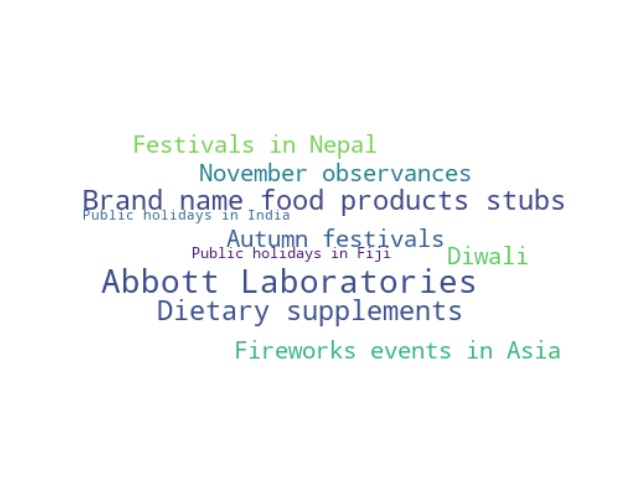 Festivals in Nepal
November observances
Brand name food products stubs
Public holidays in India
Autumn festivals
Public holidays in Fiji
Diwali
Abbott Laboratories
Dietary supplements
Fireworks events in Asia